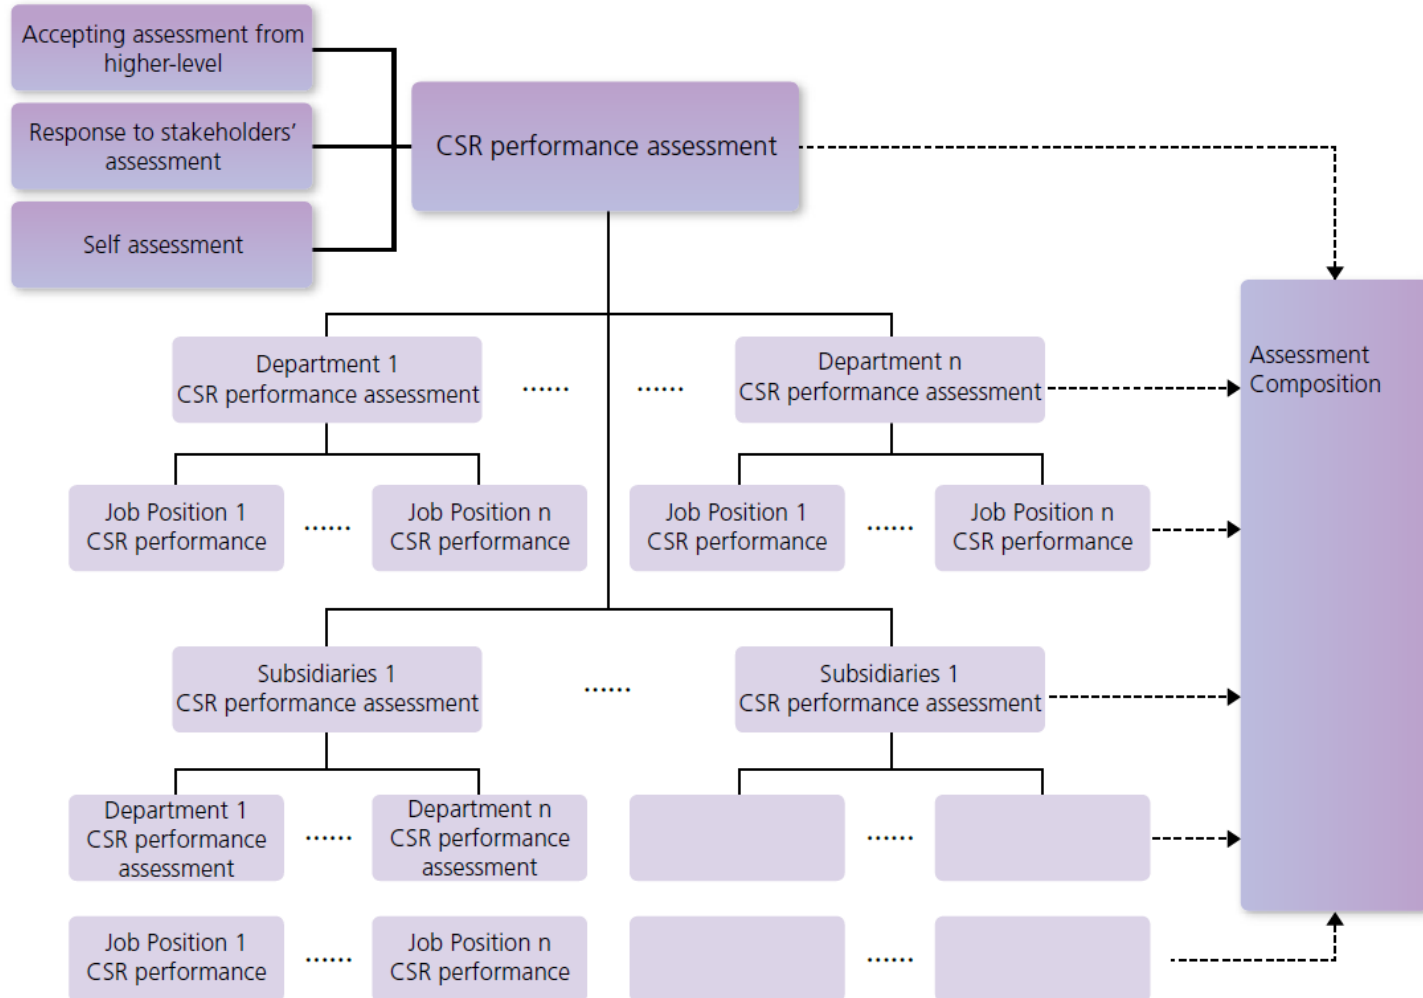 Accepting assessment from
higher-level
Response to stakeholders'
assessment
Self assessment
CSR performance assessment
Assessment
Composition
Department 1
CSR performance assessment
......
......
Department n
CSR performance assessment
Job Position 1
CSR performance
......
Job Position n
CSR performance
Job Position 1
CSR performance
......
Job Position n
CSR performance
Subsidiaries 1
CSR performance assessment
......
Subsidiaries 1
CSR performance assessment
Department 1
CSR performance
assessment
......
Department n
CSR performance
assessment
......
Job Position 1
CSR performance
......
Job Position n
CSR performance
......